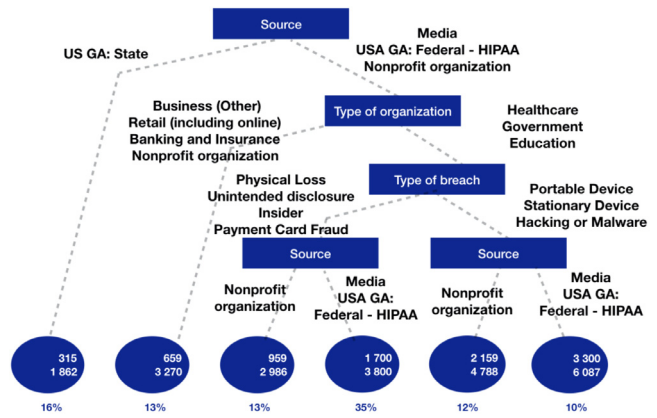 Source
Media
USA GA: Federal - HIPAA
Nonprofit organization
US GA: State
Business (Other)
Retail (including online)
Banking and Insurance
Nonprofit organization
Type of organization
Healthcare
Government
Education
Physical Loss
Unintended disclosure
Insider
Payment Card Fraud
Type of breach
Portable Device
Stationary Device
Hacking or Malware
Source
Source
Nonprofit
organization
Media
USA GA:
Federal - HIPAA
Nonprofit
organization
Media
USA GA:
Federal - HIPAA
315
1 862
659
3 270
959
2 986
1 700
3 800
2 159
4 788
3 300
6 087
16%
13%
13%
35%
12%
10%